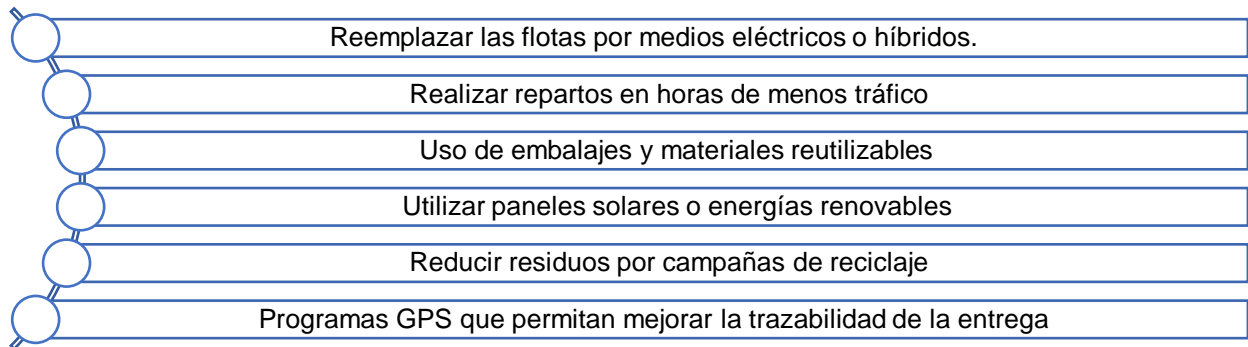 Reemplazar las flotas por medios eléctricos o híbridos.
Realizar repartos en horas de menos tráfico
Uso de embalajes y materiales reutilizables
Utilizar paneles solares o energías renovables
Reducir residuos por campañas de reciclaje
Programas GPS que permitan mejorar la trazabilidad de la entrega